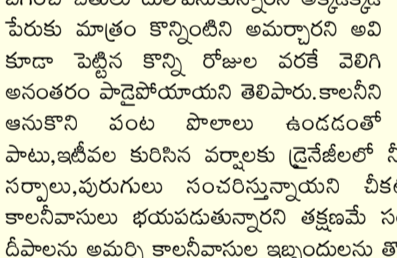 పేరుకు మాత్రం కొన్నింటిని అమర్చారని అవి
కూడా పెట్టిన కొన్ని రోజుల వరకే వెలిగి
అనంతరం పాడైపోయాయని తెలిపారు.కాలనీని
ఆనుకొని పంట పొలాలు ఉండడంతో
పాటు,ఇటీవల కురిసిన వర్షాలకు డ్రైనేజీలలో
సర్పాలు,పురుగులు సంచరిస్తున్నాయని
కాలనీవాసులు భయపడుతున్నారని తక్షణమే
దీపాలను అమర్చి కాలనీవాసుల ఇబ్బందులను